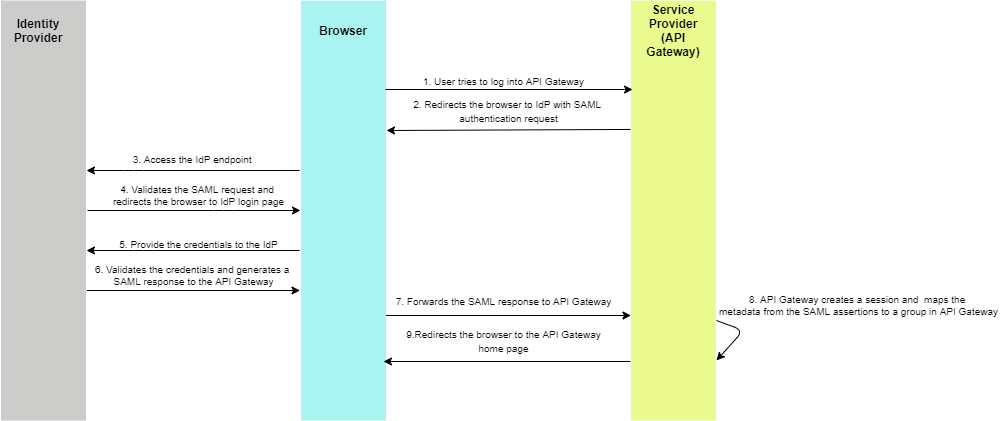 Identity
Provider
Browser
Service
Provider
(API
Gateway)
1. User tries to log into API Gateway
2. Redirects the browser to IdP with SAML
authentication request
3. Access the IdP endpoint
4. Validates the SAML request and
redirects the browser to IdP login page
5. Provide the credentials to the IdP
6. Validates the credentials and generates a
SAML response to the API Gateway
7. Forwards the SAML response to API Gateway
8. API Gateway creates a session and  maps the
metadata from the SAML assertions to a group in API Gateway
9.Redirects the browser to the API Gateway
home page